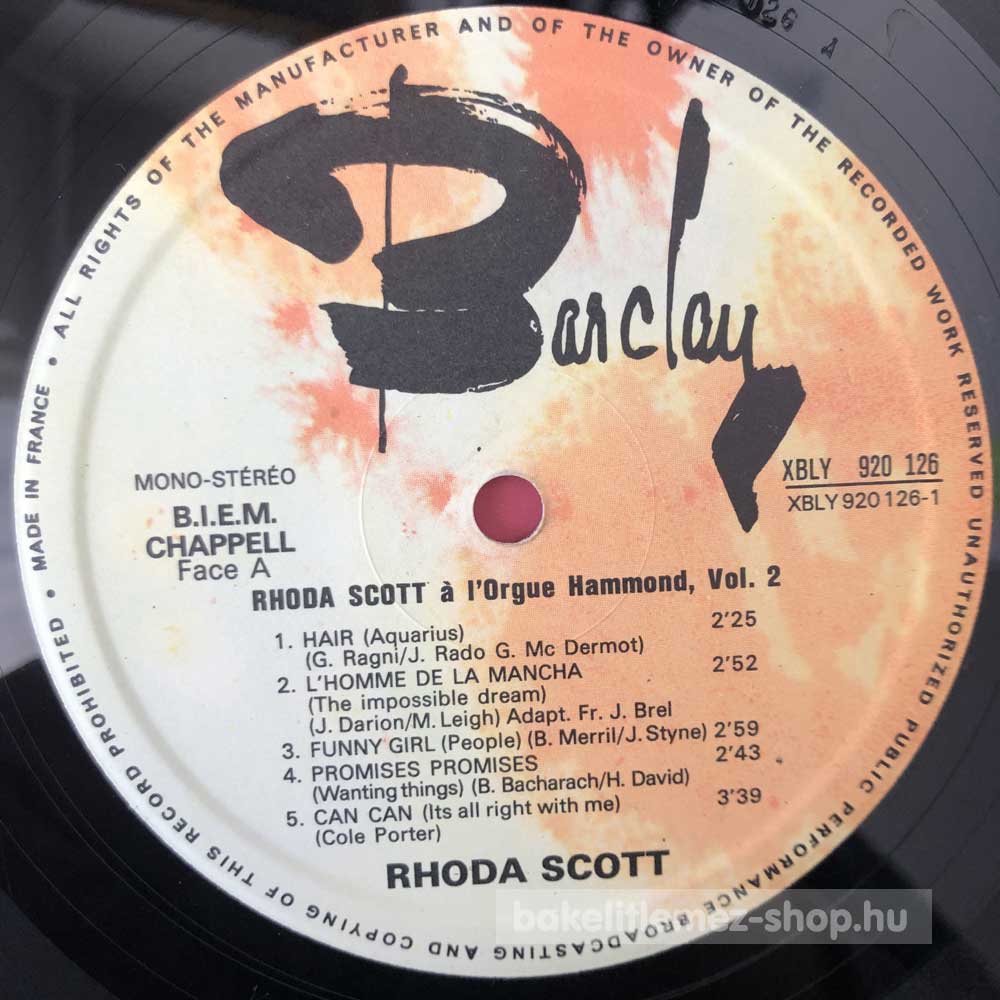 026 A
MADE IN FRANCE • ALL RIGHTS OF THE MANUFACTURER AND OF THE OWNER OF THE RECORDED WORK RESERVED UNAUTHORIZED PUBLIC PERFORMANCE BROADCASTING AND COPYING OF THIS RECORD PROHIBITED •
Barclay
MONO-STÉRÉO
B.I.E.M.
CHAPPELL
Face A
XBLY 920 126
XBLY 920 126-1
RHODA SCOTT à l'Orgue Hammond, Vol. 2
1. HAIR (Aquarius) 2'25
(G. Ragni/J. Rado G. Mc Dermot)
2. L'HOMME DE LA MANCHA 2'52
(The impossible dream)
(J. Darion/M. Leigh) Adapt. Fr. J. Brel
3. FUNNY GIRL (People) (B. Merril/J. Styne) 2'59
4. PROMISES PROMISES 2'43
(Wanting things) (B. Bacharach/H. David)
5. CAN CAN (Its all right with me) 3'39
(Cole Porter)
RHODA SCOTT
bakelitlemez-shop.hu